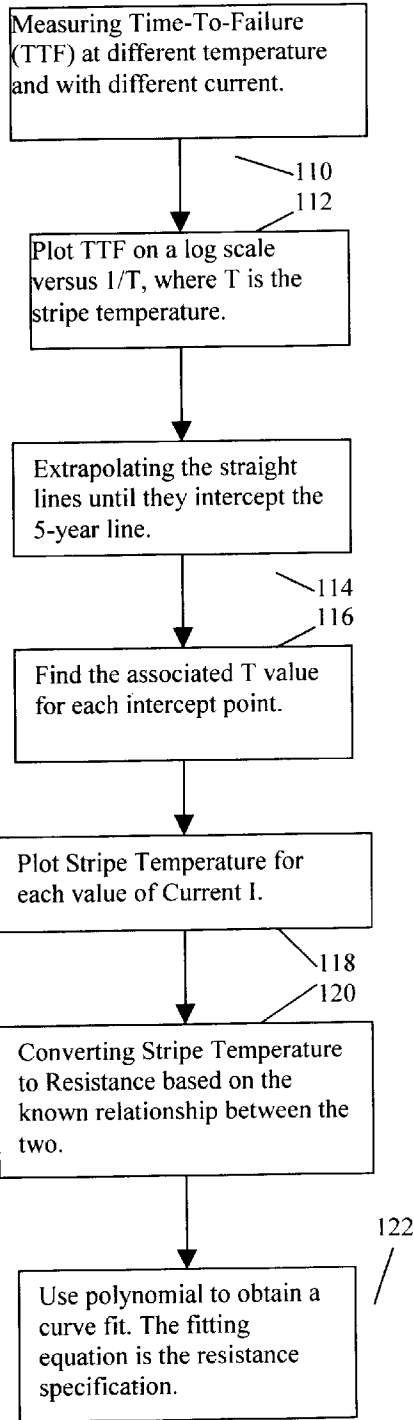 Measuring Time-To-Failure
(TTF) at different temperature
and with different current.
110
112
Plot TTF on a log scale
versus 1/T, where T is the
stripe temperature.
Extrapolating the straight
lines until they intercept the
5-year line.
114
116
Find the associated T value
for each intercept point.
Plot Stripe Temperature for
each value of Current I.
118
120
Converting Stripe Temperature
to Resistance based on the
known relationship between the
two.
122
Use polynomial to obtain a
curve fit. The fitting
equation is the resistance
specification.